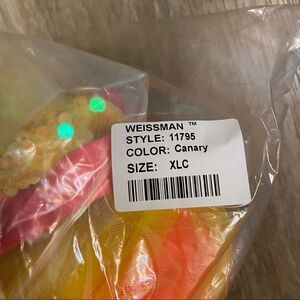 WEISSMAN ™
STYLE: 11795
COLOR: Canary
SIZE: XLC